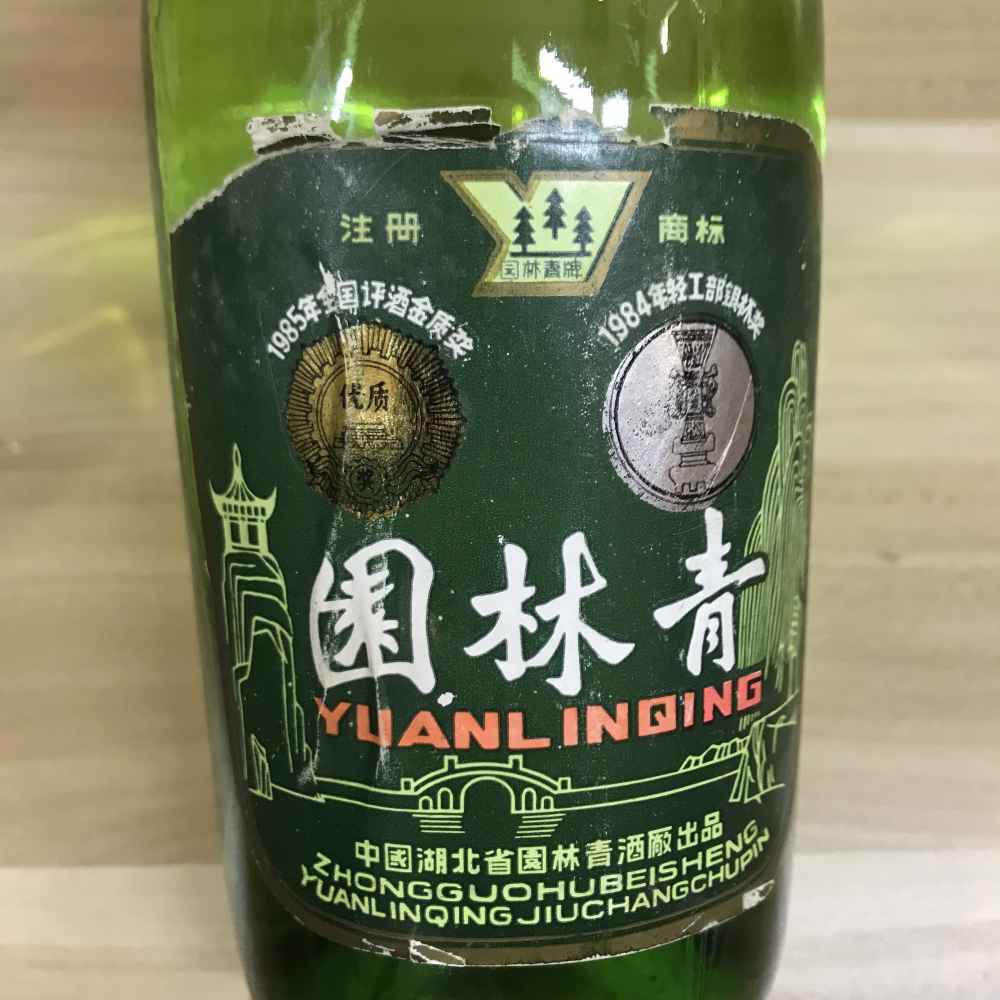 注册 商标
园林青牌
1985年全国评酒金质奖
1984年轻工部银杯奖
优质
奖
園林青
YUANLINQING
中國湖北省園林青酒廠出品
ZHONGGUOHUBEISHENG
YUANLINQINGJIUCHANGCHUPIN